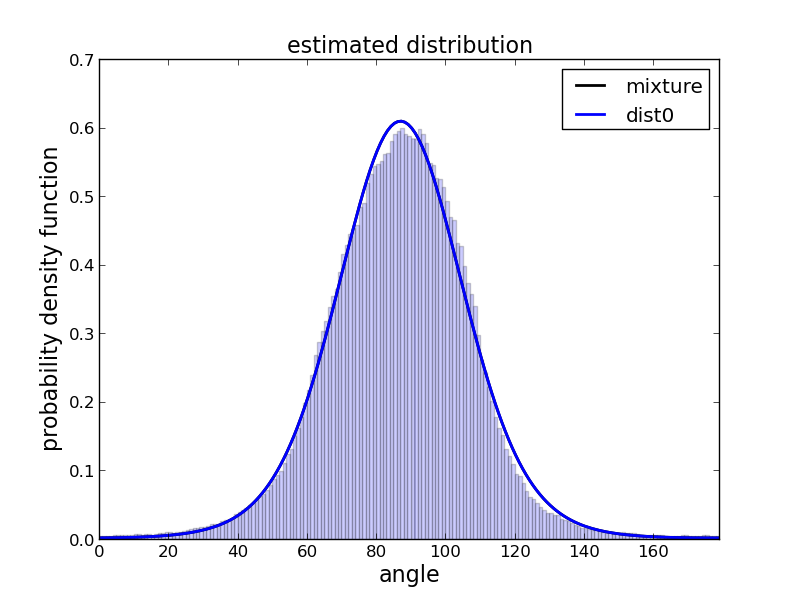 estimated distribution
mixture
dist0
probability density function
0.7
0.6
0.5
0.4
0.3
0.2
0.1
0.0
0 20 40 60 80 100 120 140 160
angle